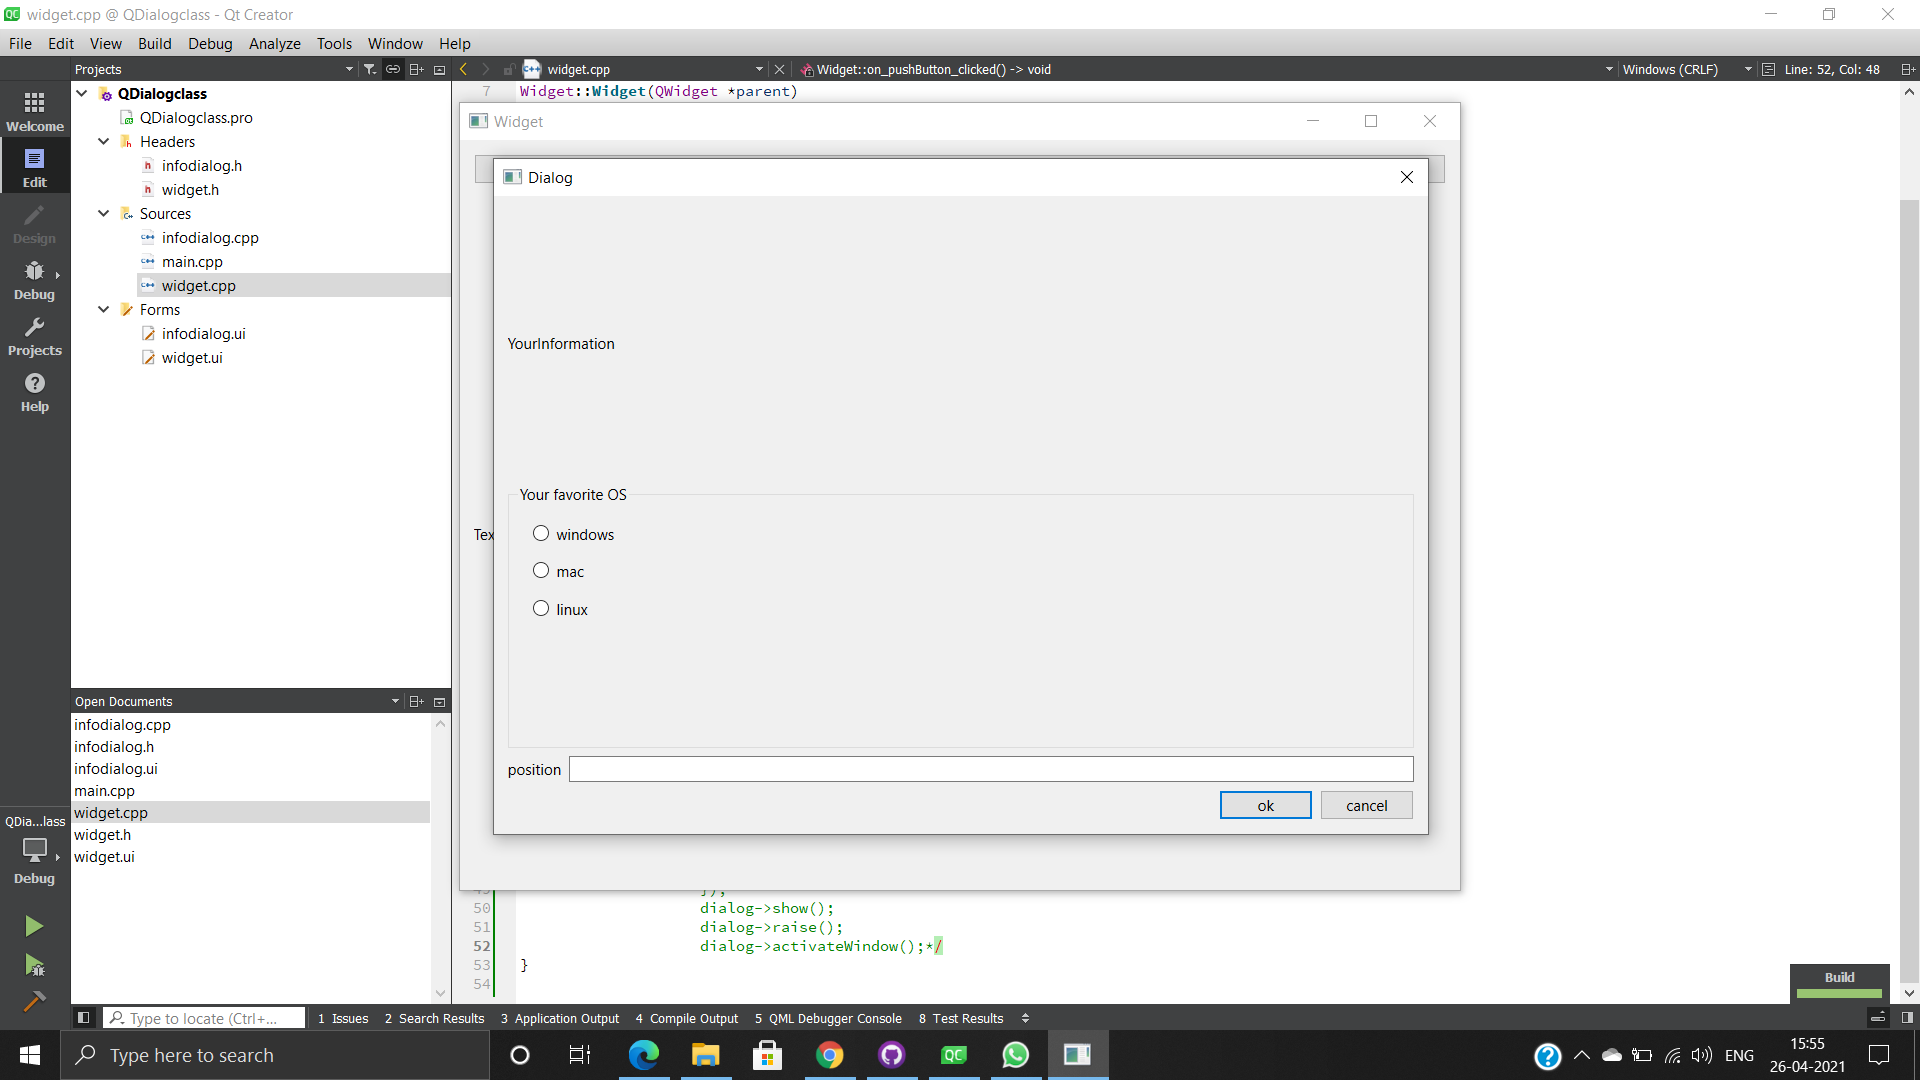 widget.cpp @ QDialogclass - Qt Creator
File Edit View Build Debug Analyze Tools Window Help
Projects
widget.cpp
Widget::on_pushButton_clicked() -> void
Windows (CRLF)
Line: 52, Col: 48
Welcome
Edit
Design
Debug
Projects
Help
QDialogclass
QDialogclass.pro
Headers
infodialog.h
widget.h
Sources
infodialog.cpp
main.cpp
widget.cpp
Forms
infodialog.ui
widget.ui
Open Documents
infodialog.cpp
infodialog.h
infodialog.ui
main.cpp
widget.cpp
widget.h
widget.ui
QDia...lass
Debug
7 Widget::Widget(QWidget *parent)
Widget
Dialog
YourInformation
Your favorite OS
Tex
windows
mac
linux
position
ok cancel
50 dialog->show();
51 dialog->raise();
52 dialog->activateWindow();*/
53 }
54
Build
Type to locate (Ctrl+...
1 Issues 2 Search Results 3 Application Output 4 Compile Output 5 QML Debugger Console 8 Test Results
Type here to search
ENG
15:55
26-04-2021